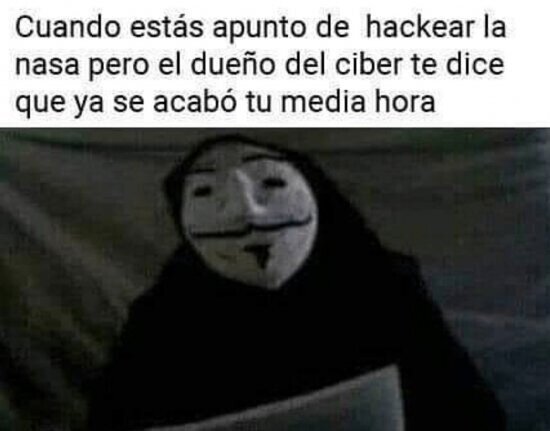 Cuando estás apunto de hackear la
nasa pero el dueño del ciber te dice
que ya se acabó tu media hora